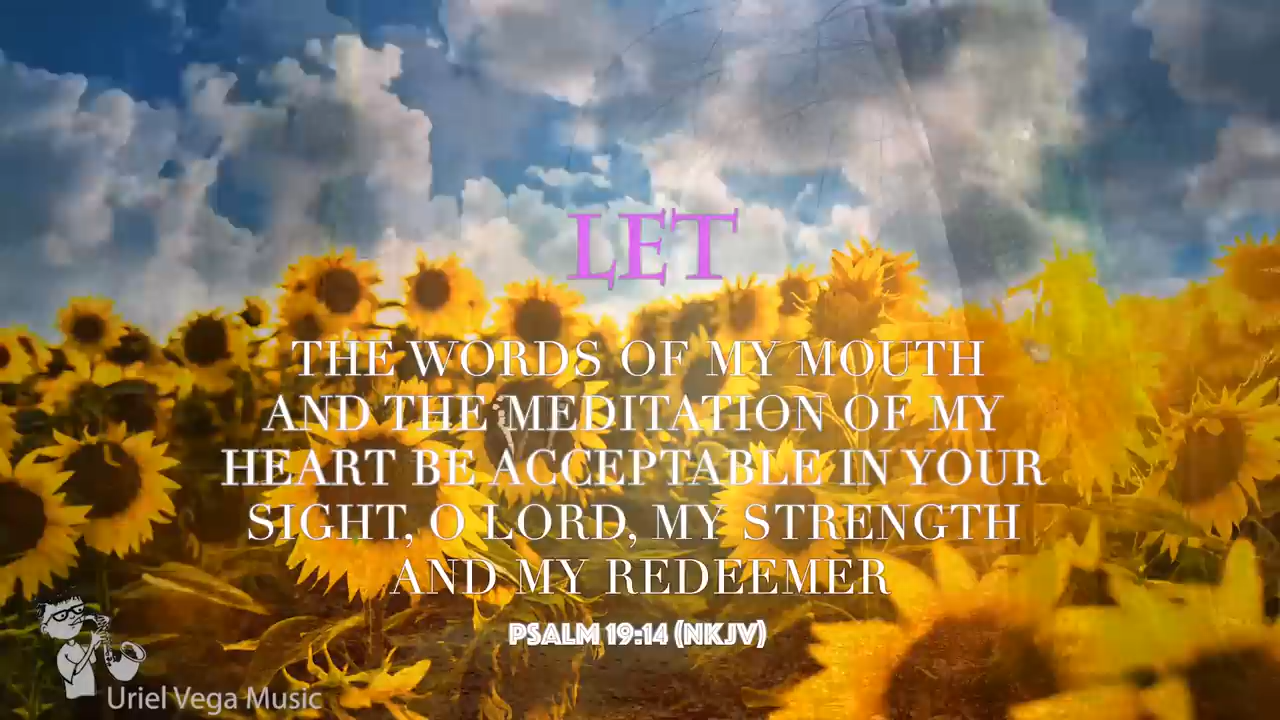 LET
THE WORDS OF MY MOUTH
AND THE MEDITATION OF MY
HEART BE ACCEPTABLE IN YOUR
SIGHT, O LORD, MY STRENGTH
AND MY REDEEMER
PSALM 19:14 (NKJV)
Uriel Vega Music